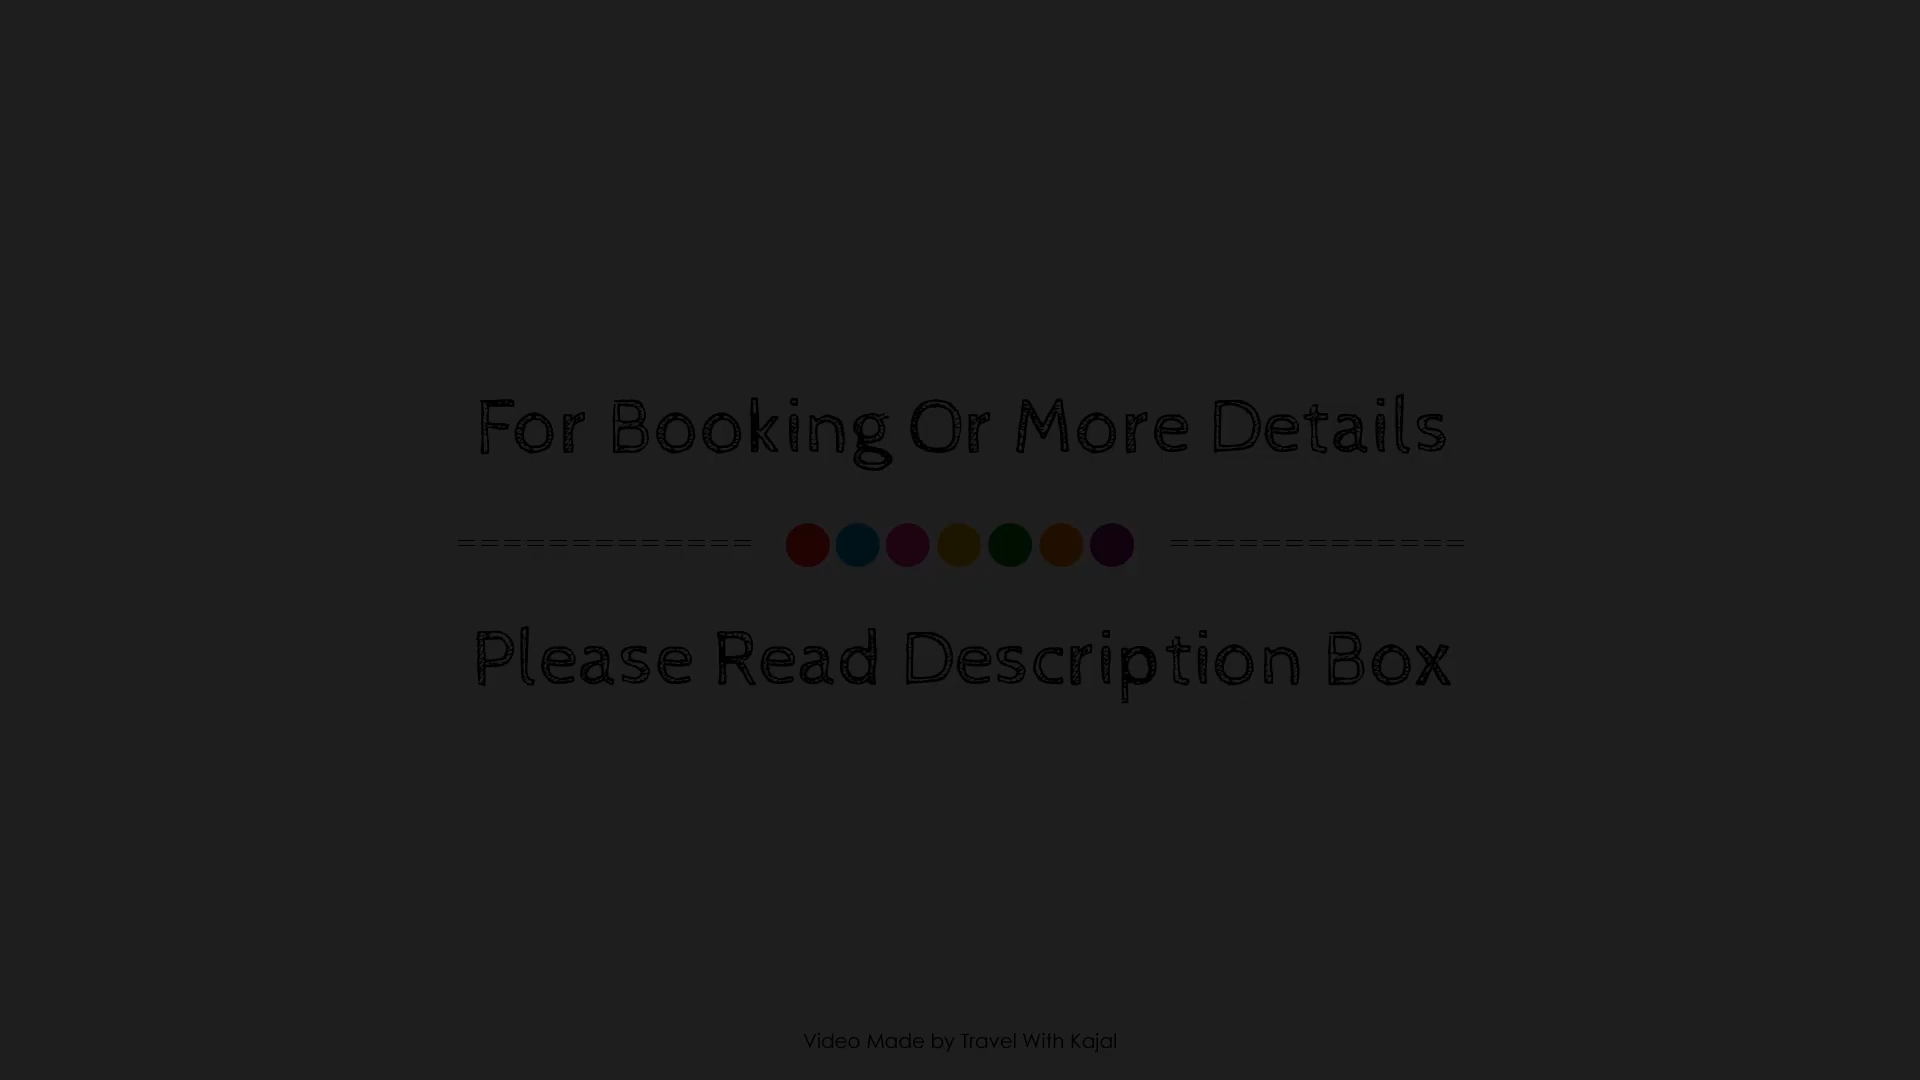 For Booking Or More Details
============= =============
Please Read Description Box
Video Made by Travel With Kajal